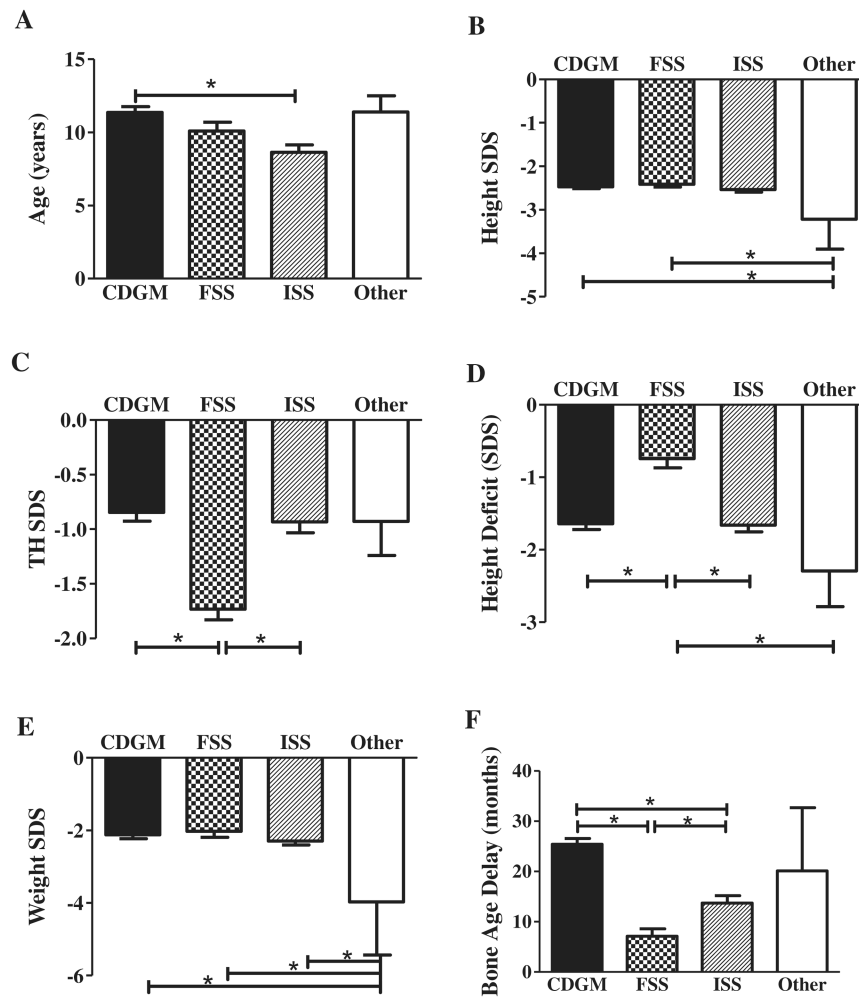 A
Age (years)
15
10
5
0
*
CDGM FSS ISS Other
B
Height SDS
CDGM FSS ISS Other
0
-1
-2
-3
-4
-5
*
*
C
TH SDS
CDGM FSS ISS Other
0.0
-0.5
-1.0
-1.5
-2.0
* *
D
Height Deficit (SDS)
CDGM FSS ISS Other
0
-1
-2
-3
* *
*
E
Weight SDS
CDGM FSS ISS Other
0
-2
-4
-6
*
*
*
F
Bone Age Delay (months)
40
30
20
10
0
*
* *
CDGM FSS ISS Other